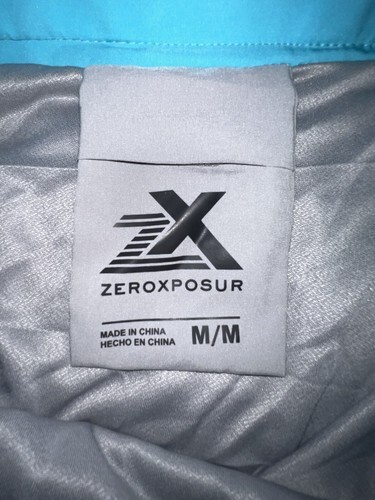 ZX
ZEROXPOSUR
MADE IN CHINA
HECHO EN CHINA
M/M